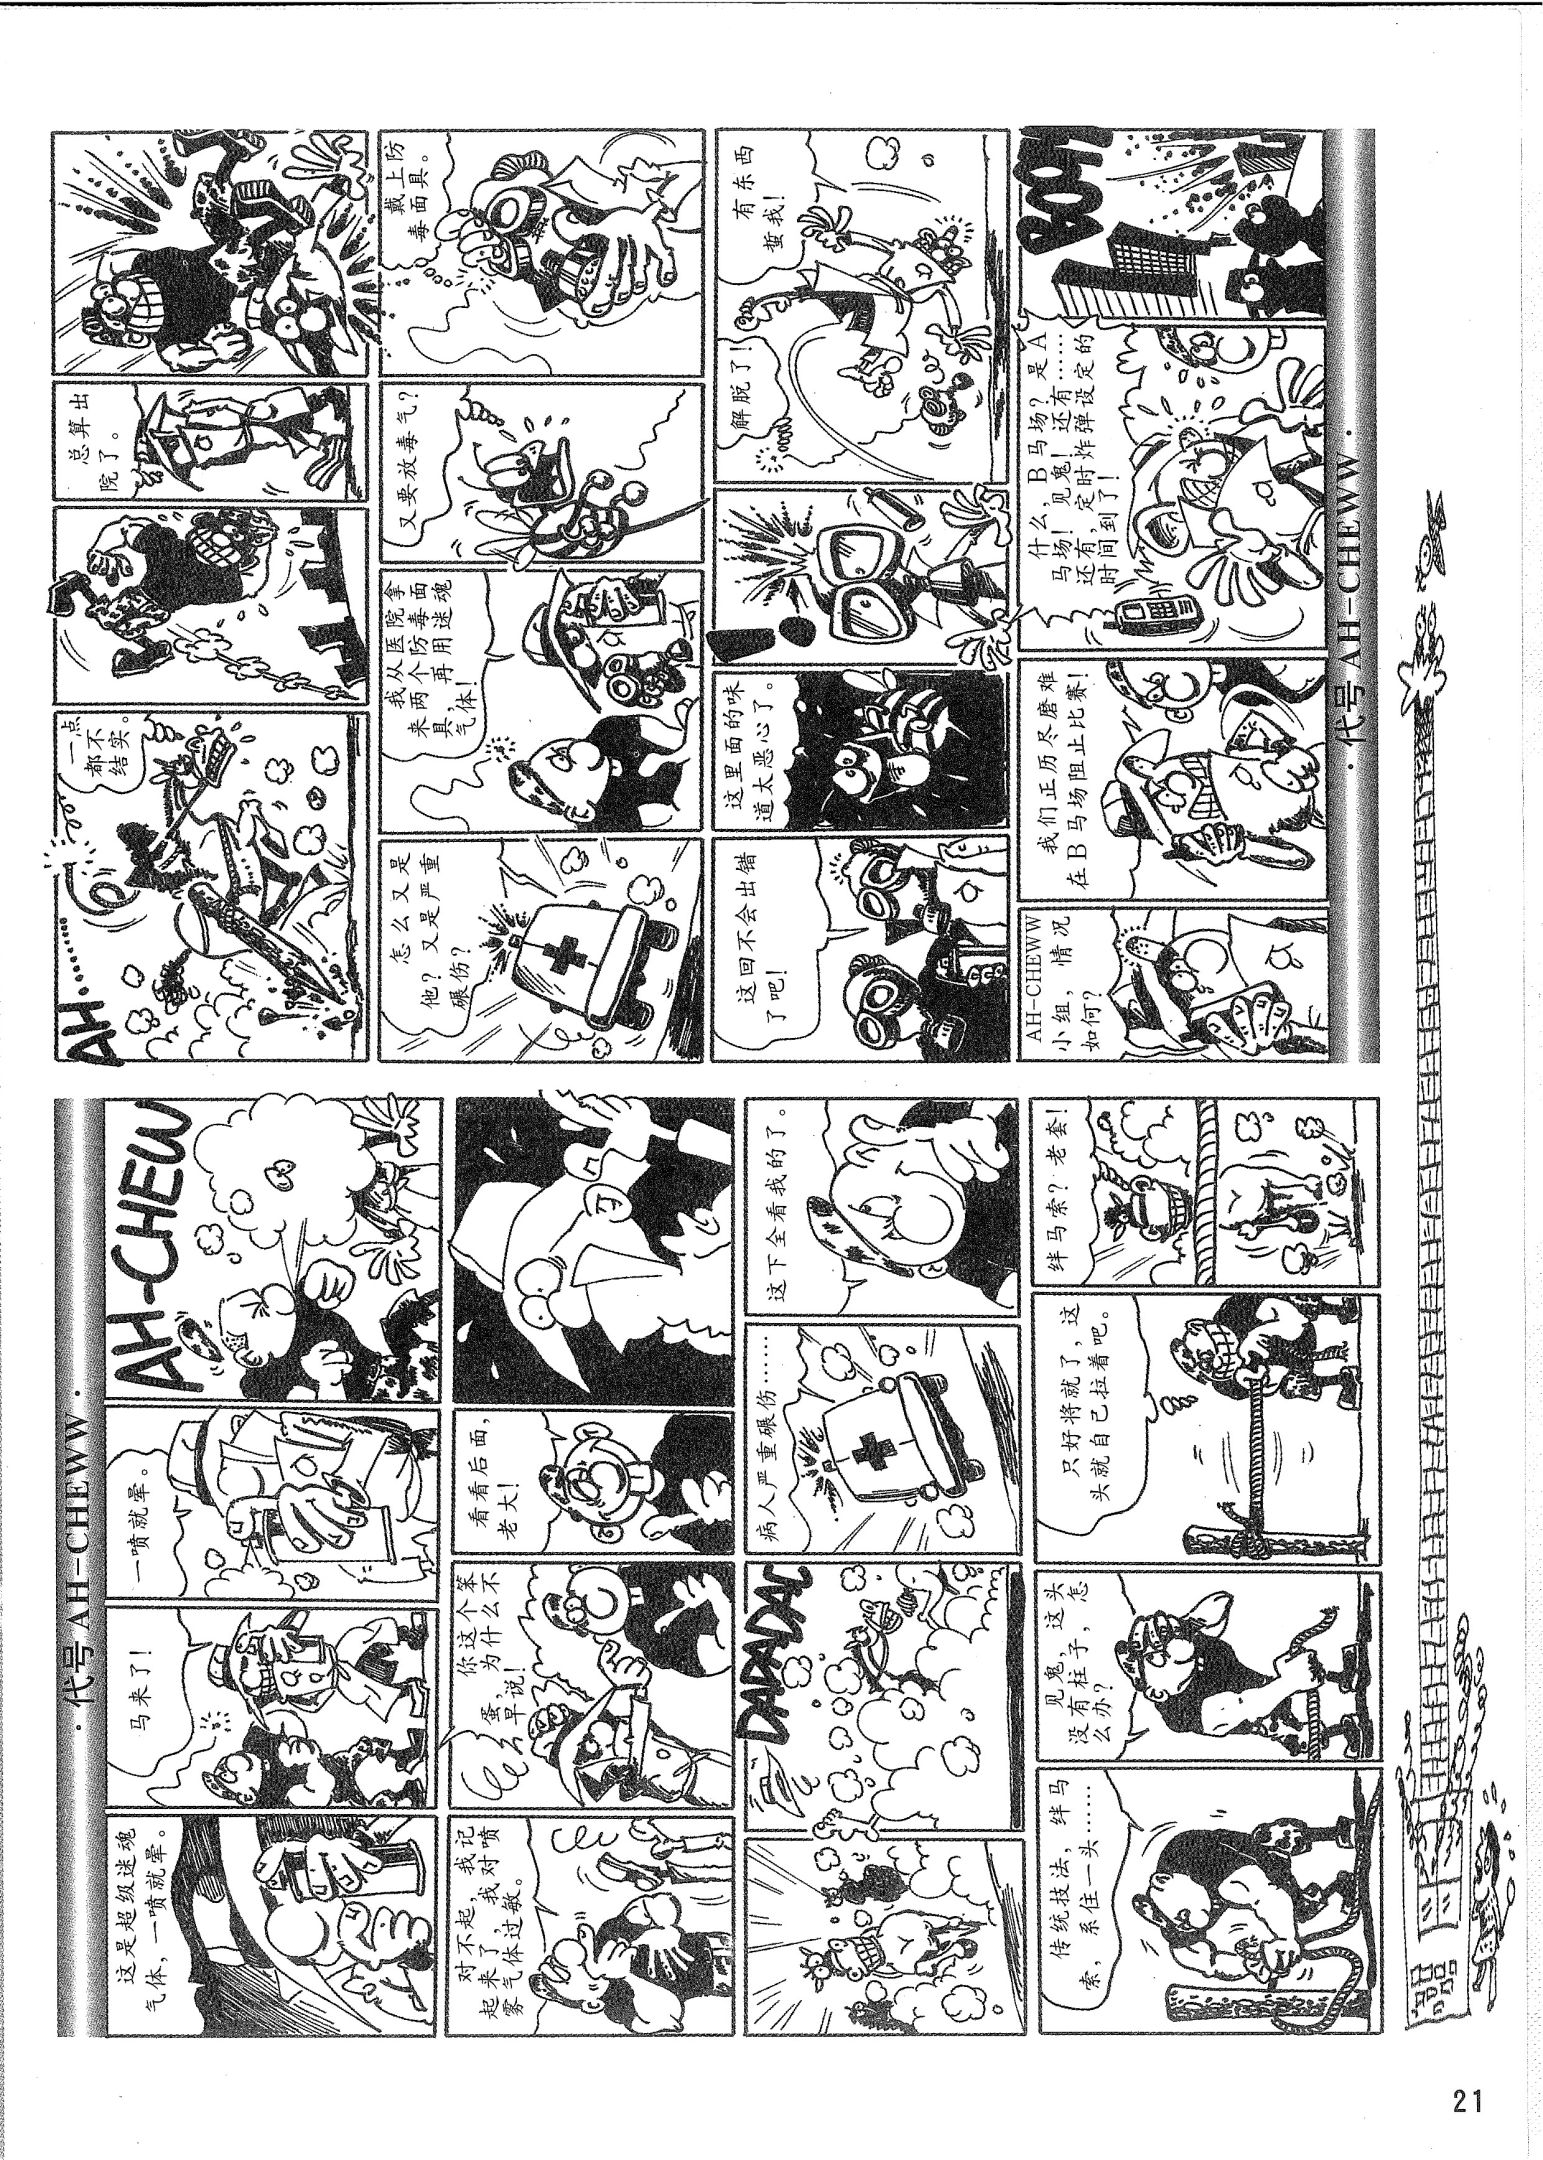 ·代号 AH-CHEWW·
这是超级迷魂
气体，一喷就晕。
马来了！
一喷就晕。
AH-CHEW
对不起，我记
起来了，我对喷
雾气体过敏。
你这个笨
蛋，为什么不
早说！
看看后面，
老大！
DADADAC
病人严重碾伤……
这下全看我的了。
传统技法，绊马
索，系住一头……
见鬼，这头
没有柱子，怎
么办？
只好将就了，这
头就自己拉着吧。
绊马索？老套！
AH……
一点
都不
结实。
总算出
院了。
怎么又是
他？又是严重
碾伤？
我从医院拿
来两个防毒面
具，再用迷魂
气体！
又要放毒气？
戴上防
毒面具。
这回不会出错
了吧！
这里面的味
道太恶心了。
！
解脱了！
有东西
蜇我！
AH-CHEWW
小组，情况
如何？
我们正历尽磨难
在B马场阻止比赛！
什么，B马场？是A
马场！见鬼！还有……
还有，定时炸弹设定的
时间到了！
BOOM
·代号 AH-CHEWW·
21